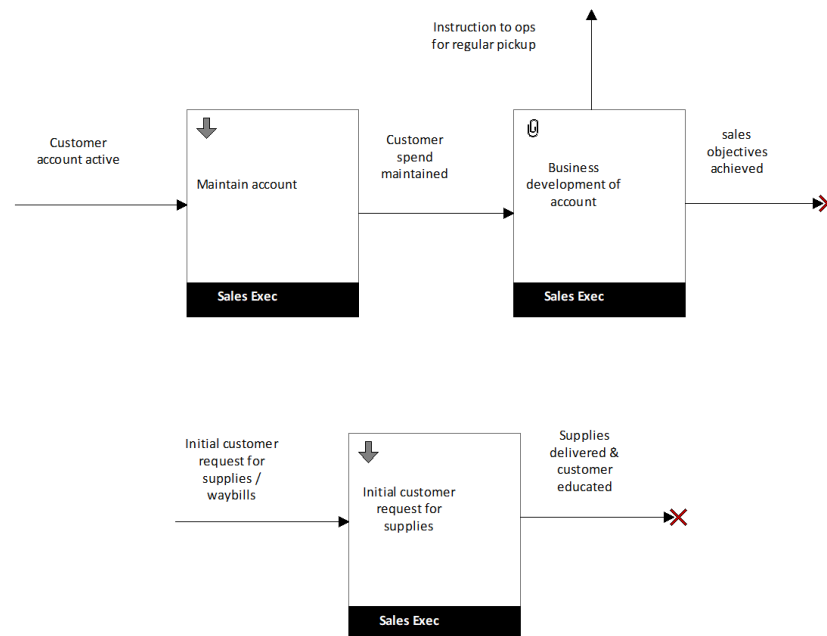 Instruction to ops
for regular pickup
Customer
account active
Maintain account
Sales Exec
Customer
spend
maintained
Business
development of
account
Sales Exec
sales
objectives
achieved
Initial customer
request for
supplies /
waybills
Initial customer
request for
supplies
Sales Exec
Supplies
delivered &
customer
educated